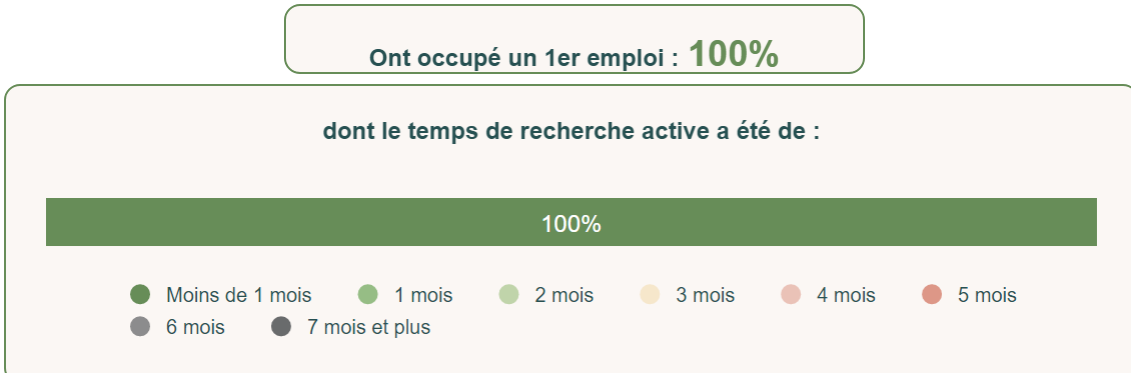 Ont occupé un 1er emploi : 100%
dont le temps de recherche active a été de :
100%
Moins de 1 mois 1 mois 2 mois 3 mois 4 mois 5 mois
6 mois 7 mois et plus